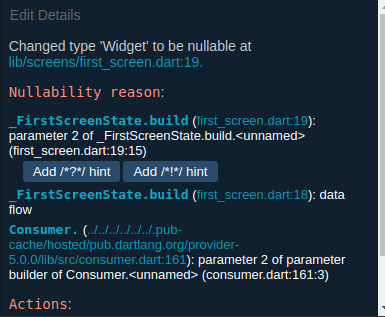 Edit Details
Changed type 'Widget' to be nullable at
lib/screens/first_screen.dart:19.
Nullability reason:
_FirstScreenState.build (first_screen.dart:19):
parameter 2 of _FirstScreenState.build.<unnamed>
(first_screen.dart:19:15)
Add /*?*/ hint Add /*!*/ hint
_FirstScreenState.build (first_screen.dart:18): data
flow
Consumer. (../../../../../../.pub-
cache/hosted/pub.dartlang.org/provider-
5.0.0/lib/src/consumer.dart:161): parameter 2 of parameter
builder of Consumer.<unnamed> (consumer.dart:161:3)
Actions: